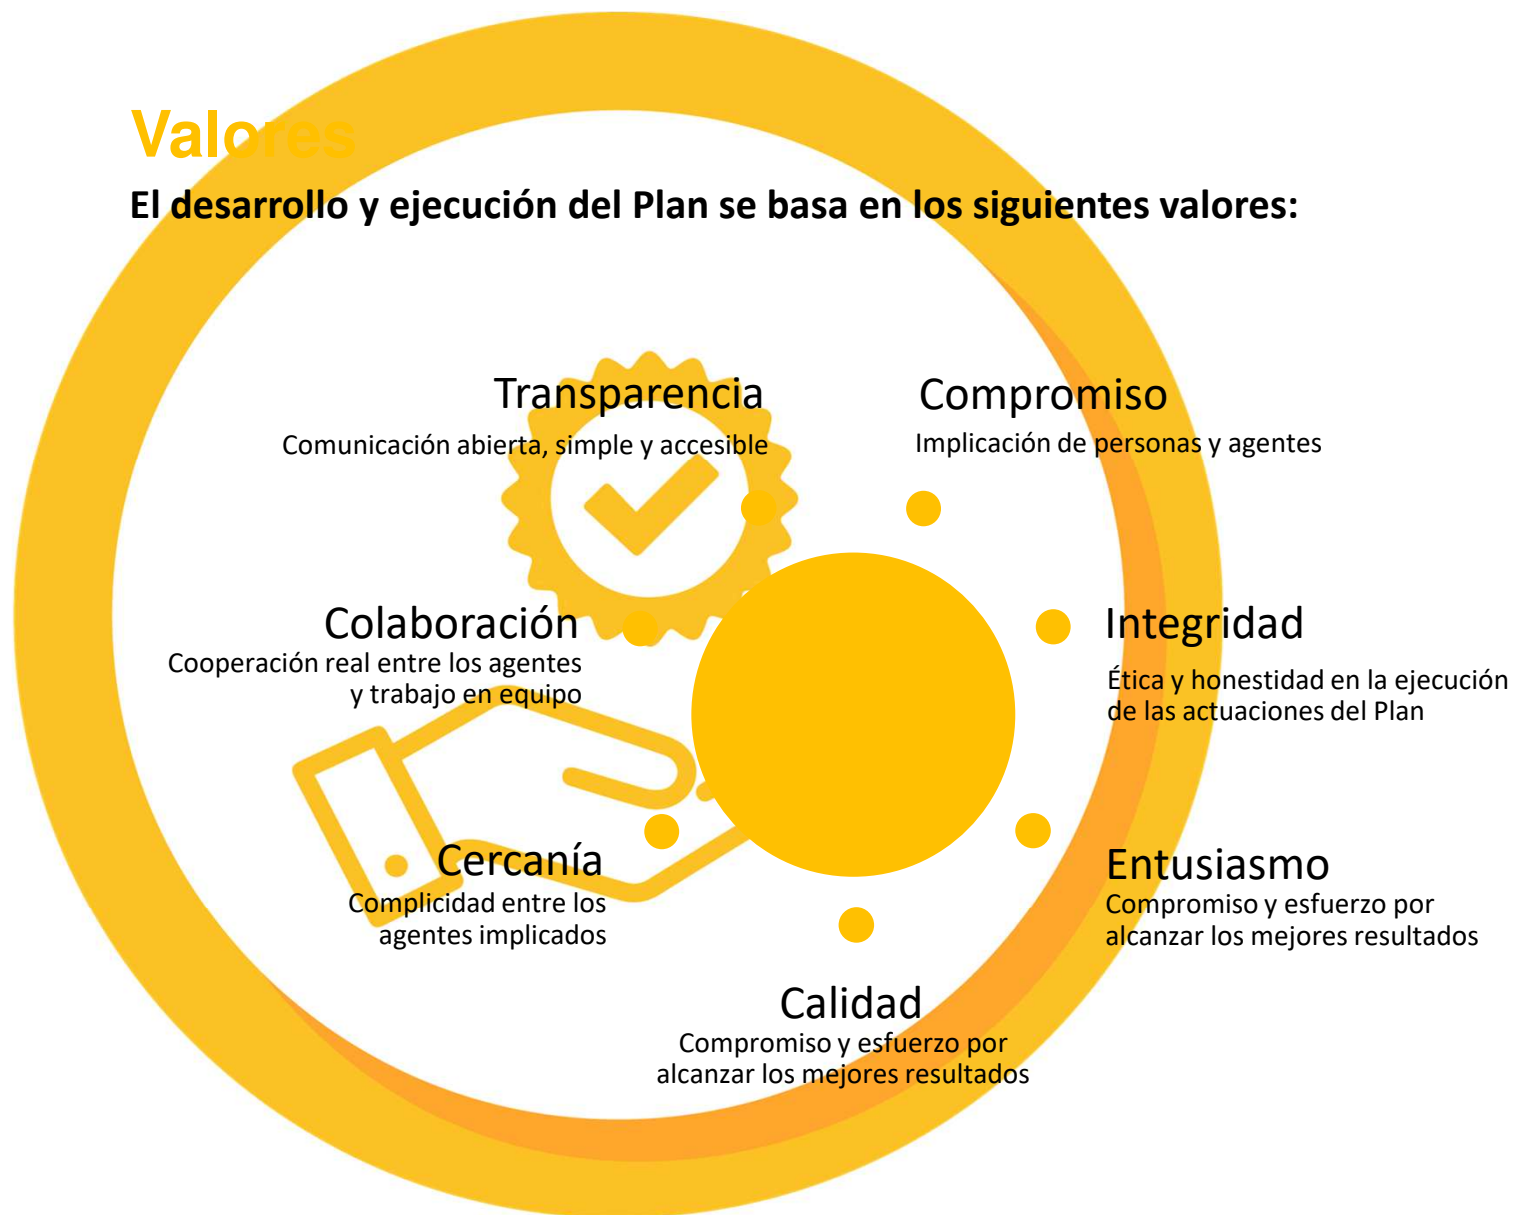 Valores
El desarrollo y ejecución del Plan se basa en los siguientes valores:
Transparencia
Comunicación abierta, simple y accesible
Compromiso
Implicación de personas y agentes
Colaboración
Cooperación real entre los agentes
y trabajo en equipo
Integridad
Ética y honestidad en la ejecución
de las actuaciones del Plan
Cercanía
Complicidad entre los
agentes implicados
Entusiasmo
Compromiso y esfuerzo por
alcanzar los mejores resultados
Calidad
Compromiso y esfuerzo por
alcanzar los mejores resultados